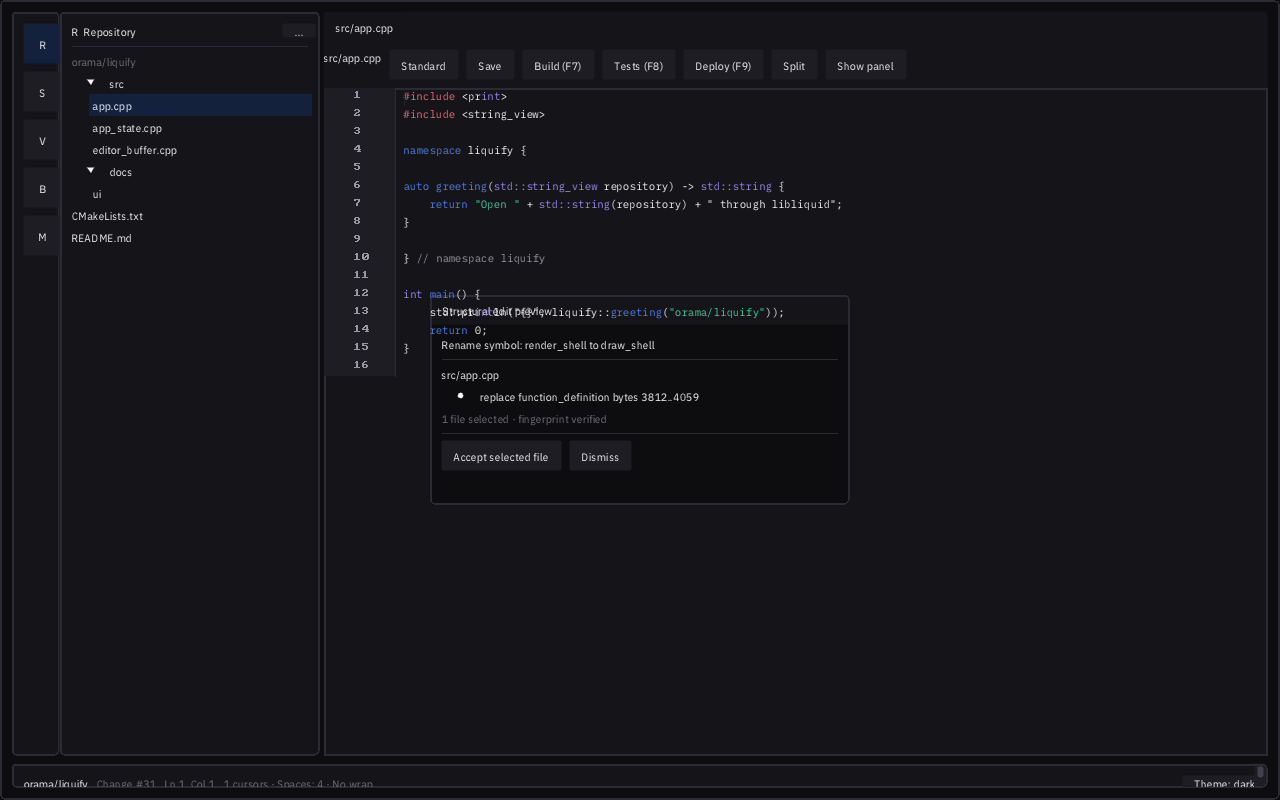 R
S
V
B
M
R Repository
...
orama/liquify
src
app.cpp
app_state.cpp
editor_buffer.cpp
docs
ui
CMakeLists.txt
README.md
src/app.cpp
src/app.cpp
Standard
Save
Build (F7)
Tests (F8)
Deploy (F9)
Split
Show panel
1 #include <print>
2 #include <string_view>
3
4 namespace liquify {
5
6 auto greeting(std::string_view repository) -> std::string {
7 return "Open " + std::string(repository) + " through libliquid";
8 }
9
10 } // namespace liquify
11
12 int main() {
13 liquify::greeting("orama/liquify"));
14 return 0;
15 }
16
Structural edit preview
Rename symbol: render_shell to draw_shell
src/app.cpp
replace function_definition bytes 3812..4059
1 file selected · fingerprint verified
Accept selected file
Dismiss
orama/liquify Change #31 Ln 1, Col 1 1 cursors · Spaces: 4 · No wrap
Theme: dark